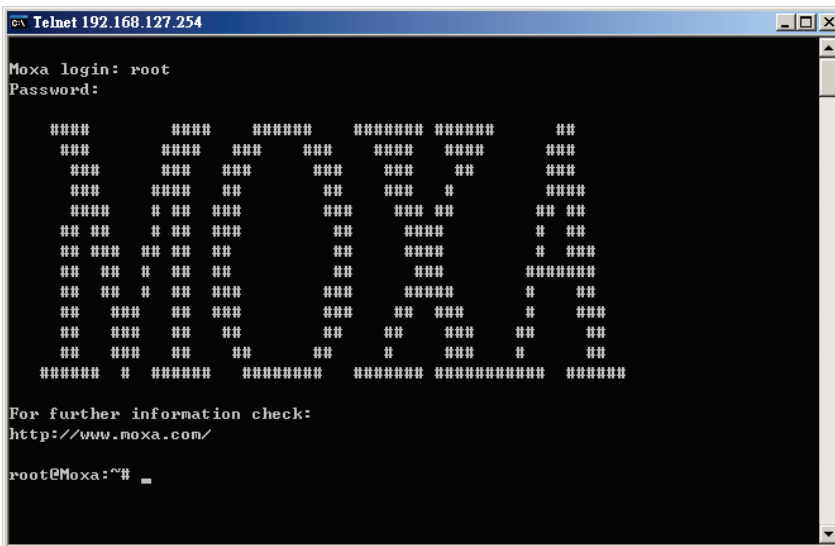 Telnet 192.168.127.254
Moxa login: root
Password:
MOXA
For further information check:
http://www.moxa.com/
root@Moxa:~# _